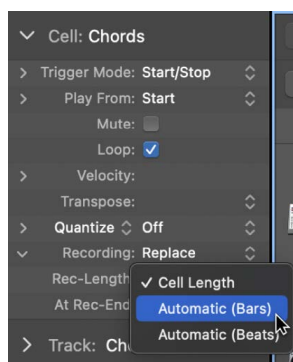 Cell: Chords
Trigger Mode: Start/Stop
Play From: Start
Mute:
Loop:
Velocity:
Transpose:
Quantize Off
Recording: Replace
Rec-Length
Cell Length
At Rec-End
Automatic (Bars)
Automatic (Beats)
Track: